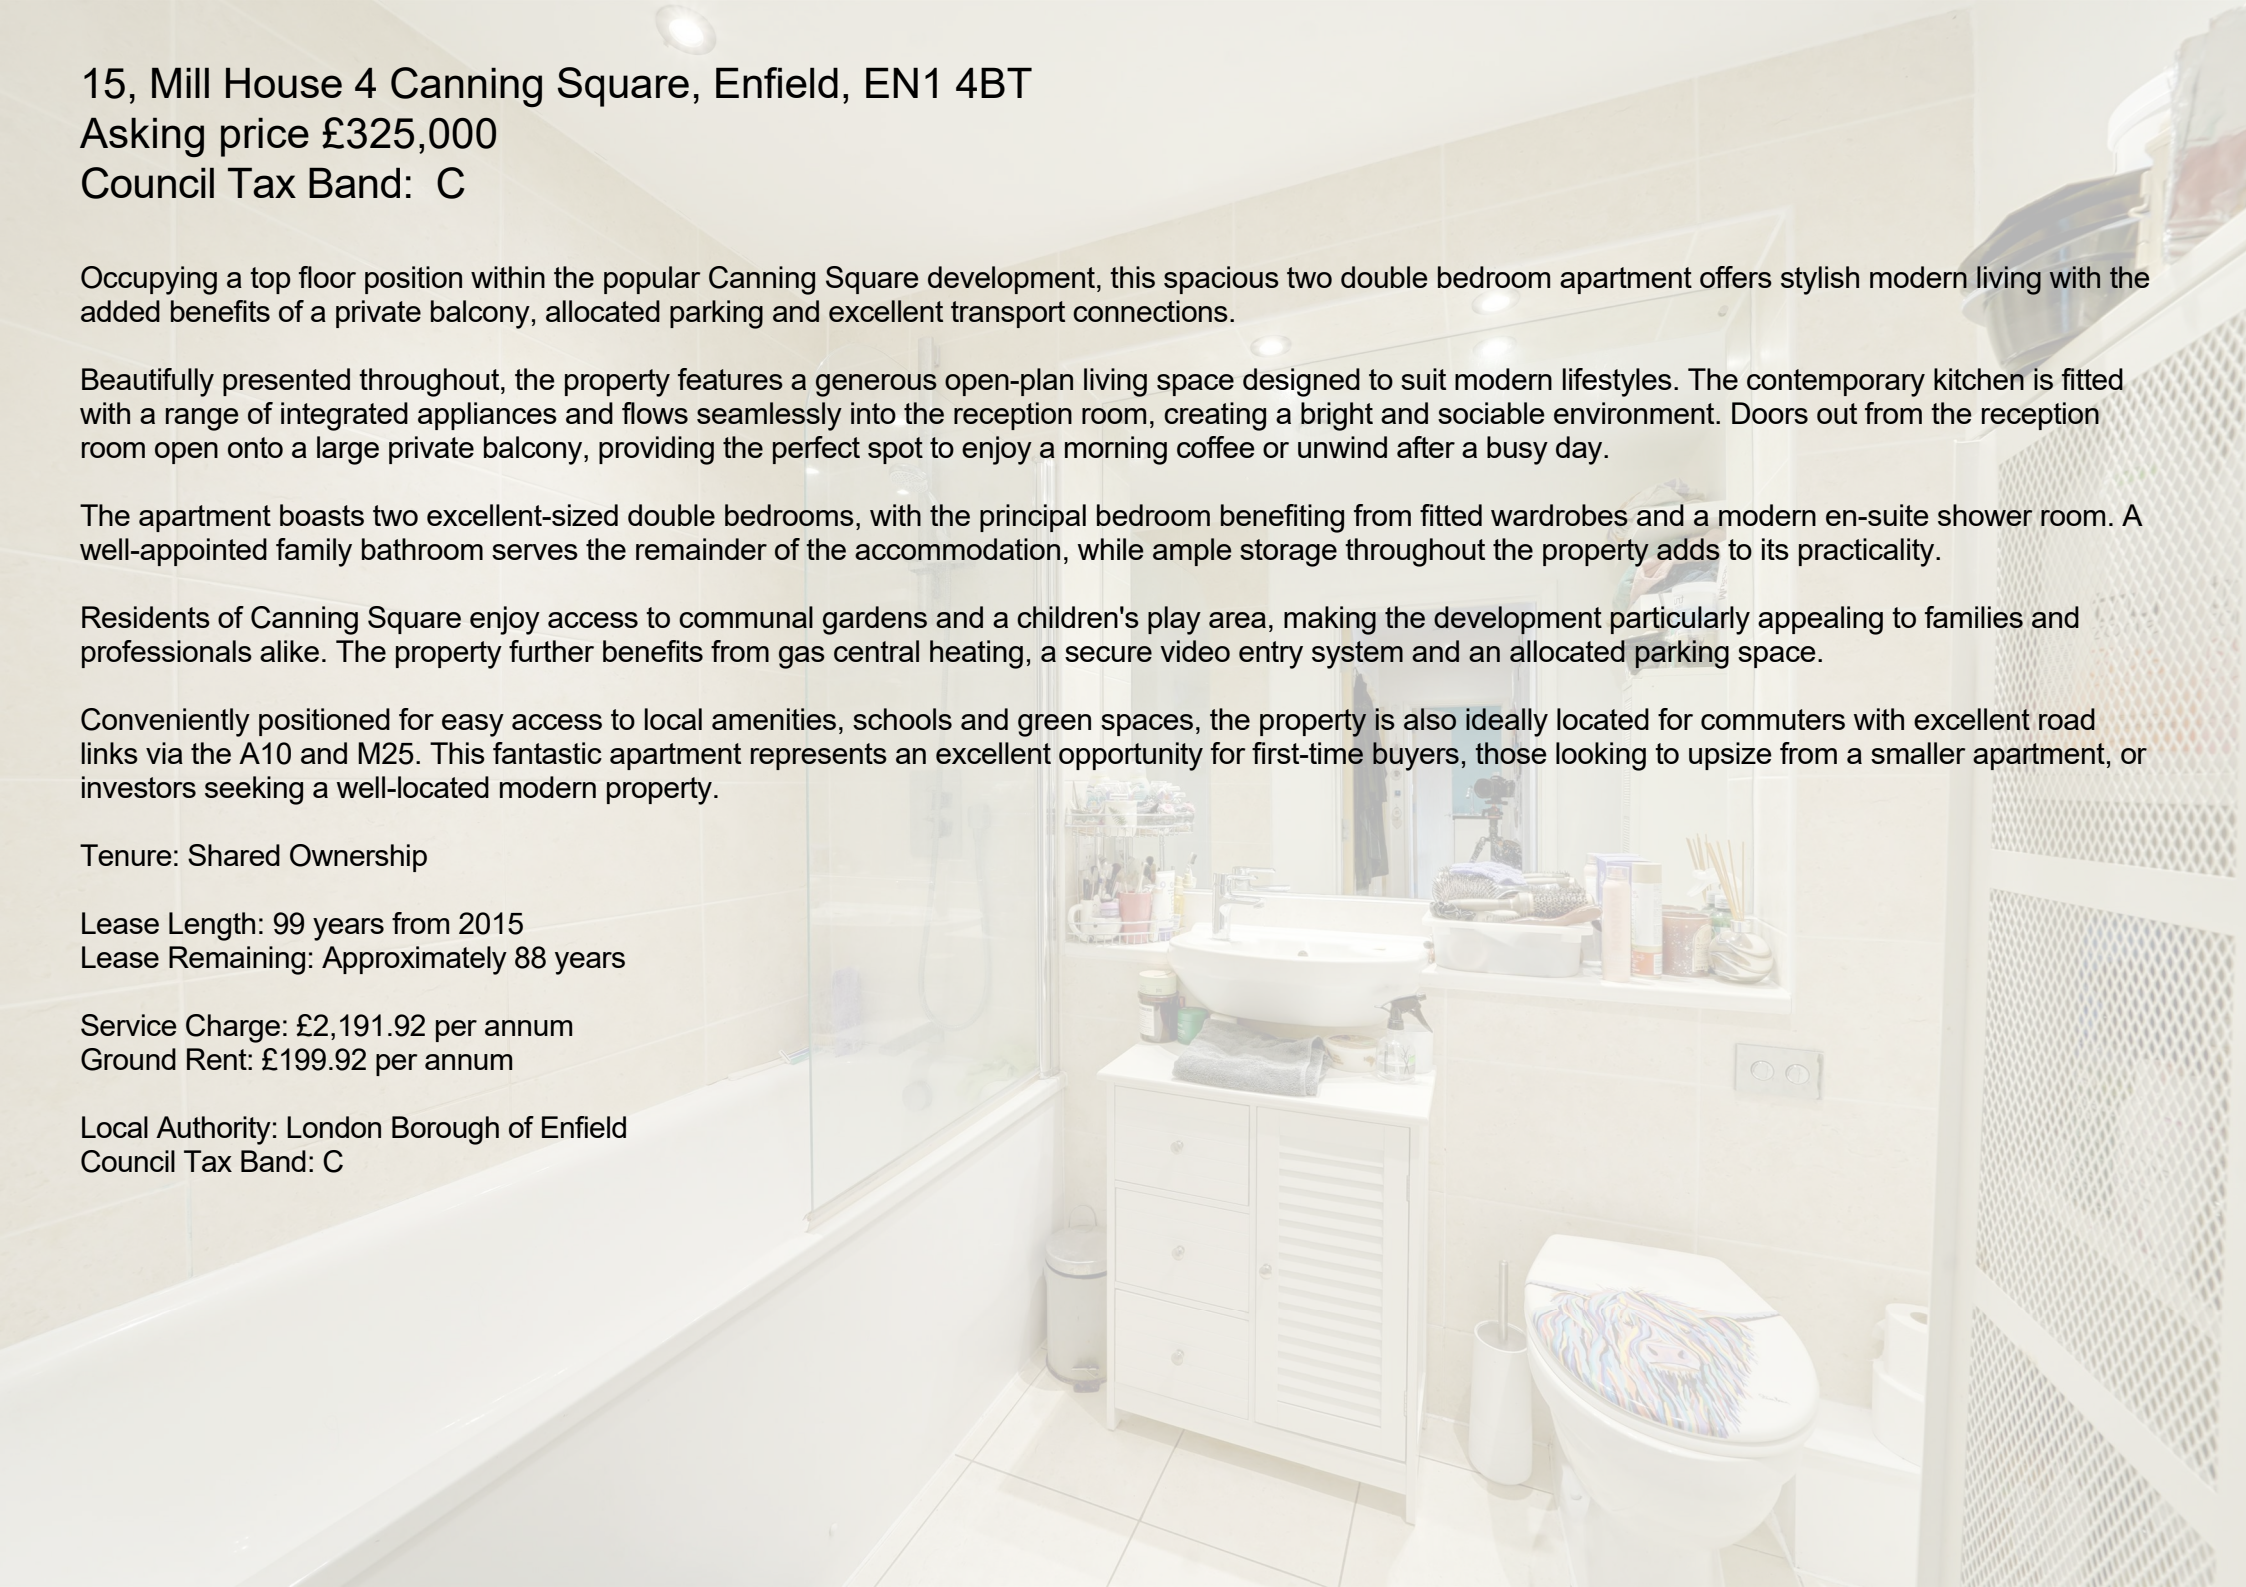 15, Mill House 4 Canning Square, Enfield, EN1 4BT
Asking price £325,000
Council Tax Band:  C
Occupying a top floor position within the popular Canning Square development, this spacious two double bedroom apartment offers stylish modern living with the
added benefits of a private balcony, allocated parking and excellent transport connections.
Beautifully presented throughout, the property features a generous open-plan living space designed to suit modern lifestyles. The contemporary kitchen is fitted
with a range of integrated appliances and flows seamlessly into the reception room, creating a bright and sociable environment. Doors out from the reception
room open onto a large private balcony, providing the perfect spot to enjoy a morning coffee or unwind after a busy day.
The apartment boasts two excellent-sized double bedrooms, with the principal bedroom benefiting from fitted wardrobes and a modern en-suite shower room. A
well-appointed family bathroom serves the remainder of the accommodation, while ample storage throughout the property adds to its practicality.
Residents of Canning Square enjoy access to communal gardens and a children's play area, making the development particularly appealing to families and
professionals alike. The property further benefits from gas central heating, a secure video entry system and an allocated parking space.
Conveniently positioned for easy access to local amenities, schools and green spaces, the property is also ideally located for commuters with excellent road
links via the A10 and M25. This fantastic apartment represents an excellent opportunity for first-time buyers, those looking to upsize from a smaller apartment, or
investors seeking a well-located modern property.
Tenure: Shared Ownership
Lease Length: 99 years from 2015
Lease Remaining: Approximately 88 years
Service Charge: £2,191.92 per annum
Ground Rent: £199.92 per annum
Local Authority: London Borough of Enfield
Council Tax Band: C